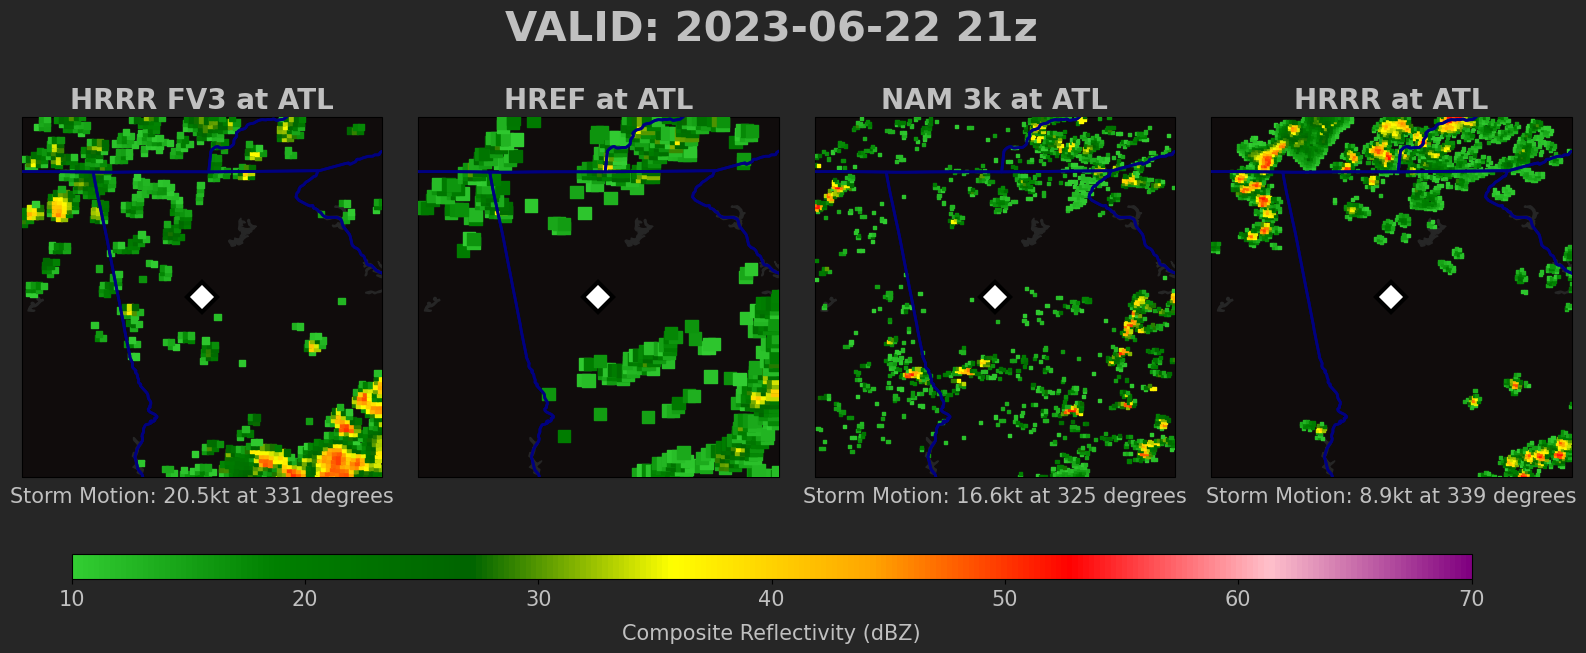 VALID: 2023-06-22 21z
HRRR FV3 at ATL
HREF at ATL
NAM 3k at ATL
HRRR at ATL
Storm Motion: 20.5kt at 331 degrees
Storm Motion: 16.6kt at 325 degrees
Storm Motion: 8.9kt at 339 degrees
10 20 30 40 50 60 70
Composite Reflectivity (dBZ)